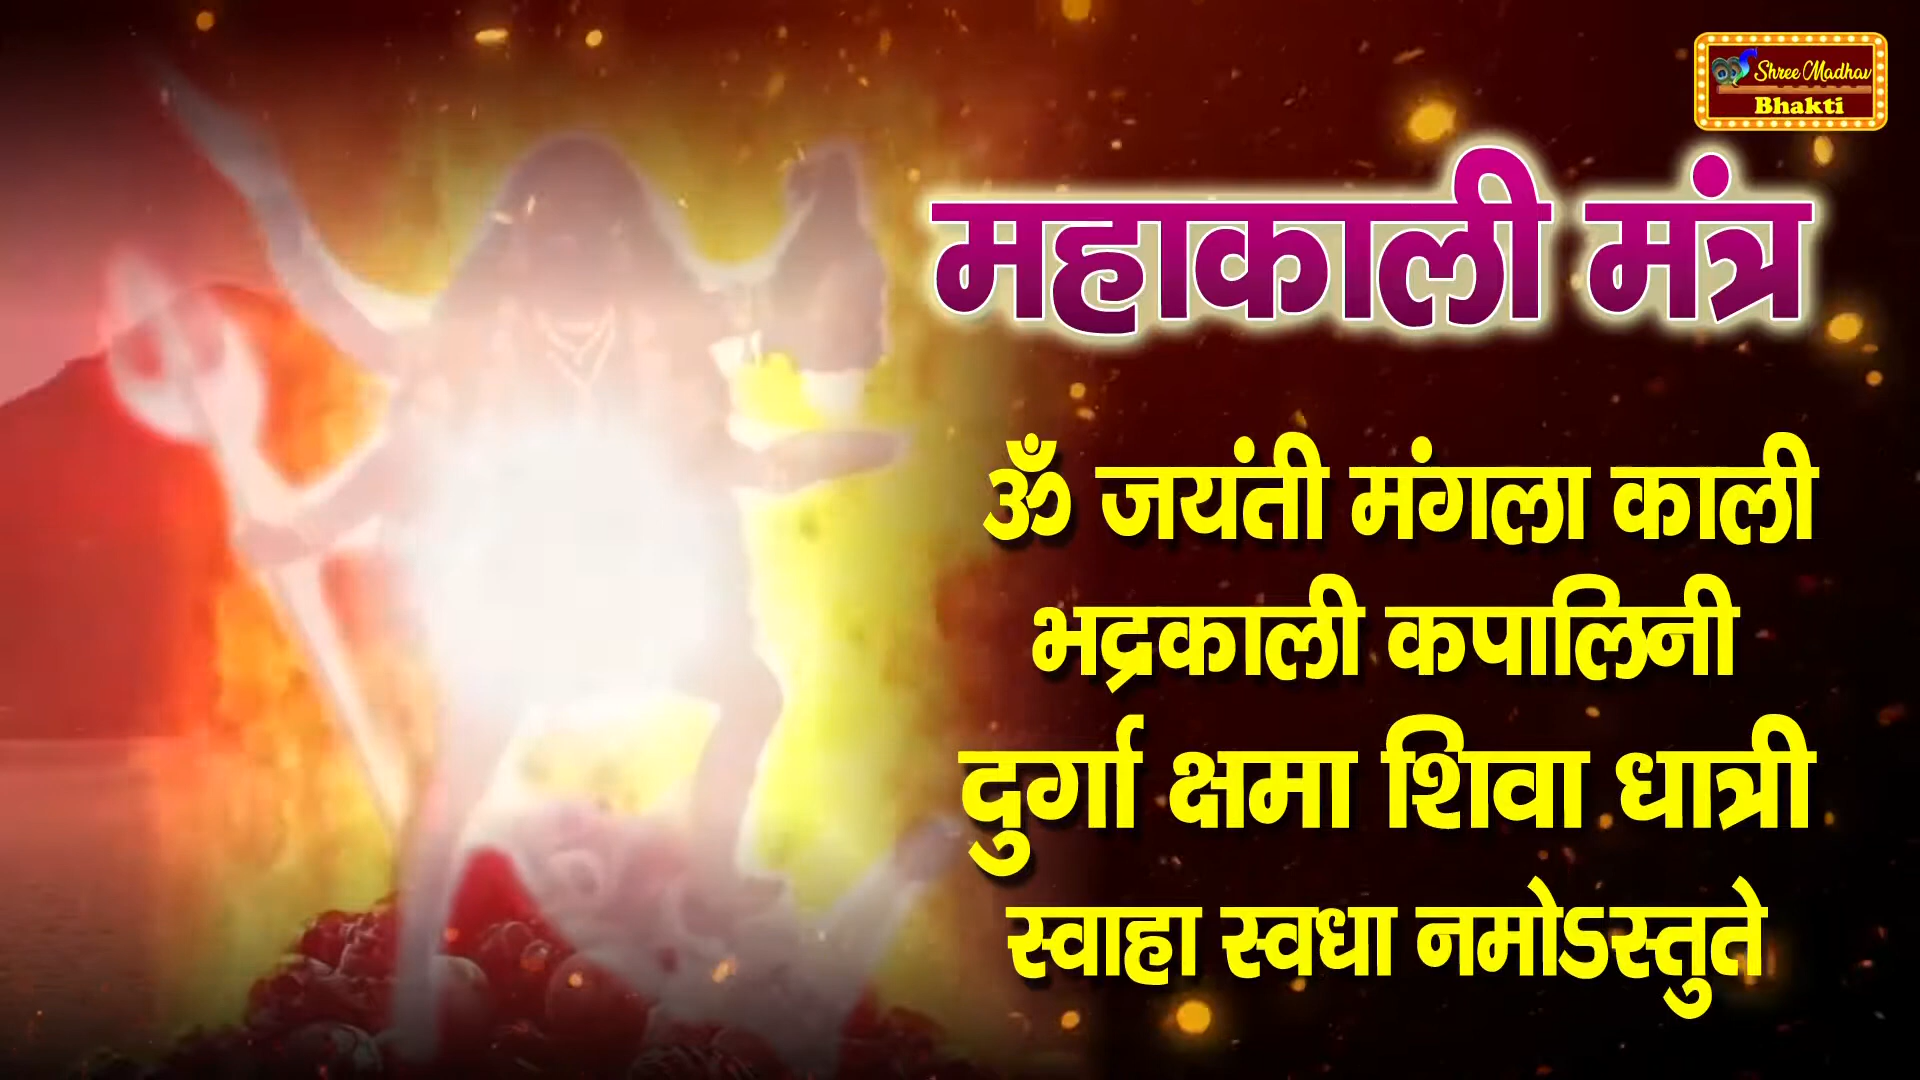 Shree Madhav
Bhakti
महाकाली मंत्र
ॐ जयंती मंगला काली
भद्रकाली कपालिनी
दुर्गा क्षमा शिवा धात्री
स्वाहा स्वधा नमोऽस्तुते